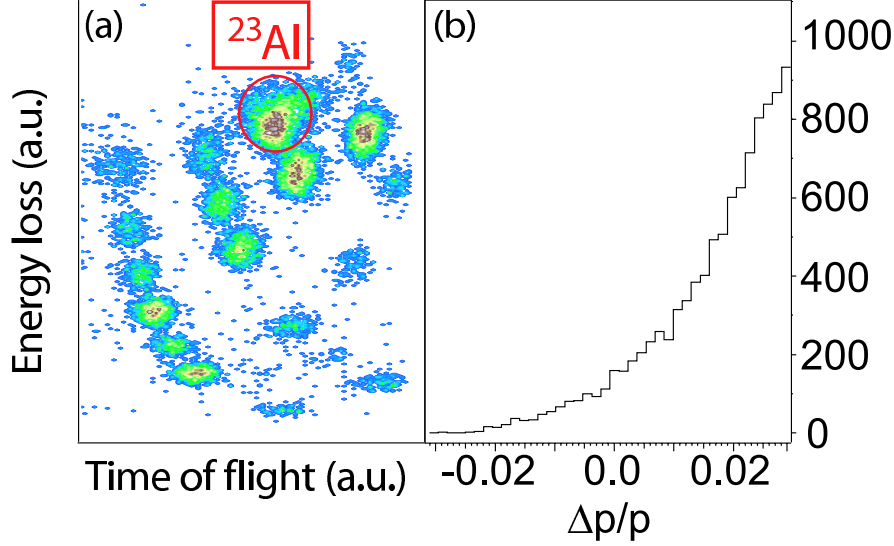 (a)
²³Al
Energy loss (a.u.)
Time of flight (a.u.)
(b)
1000
800
600
400
200
0
-0.02 0.0 0.02
Δp/p